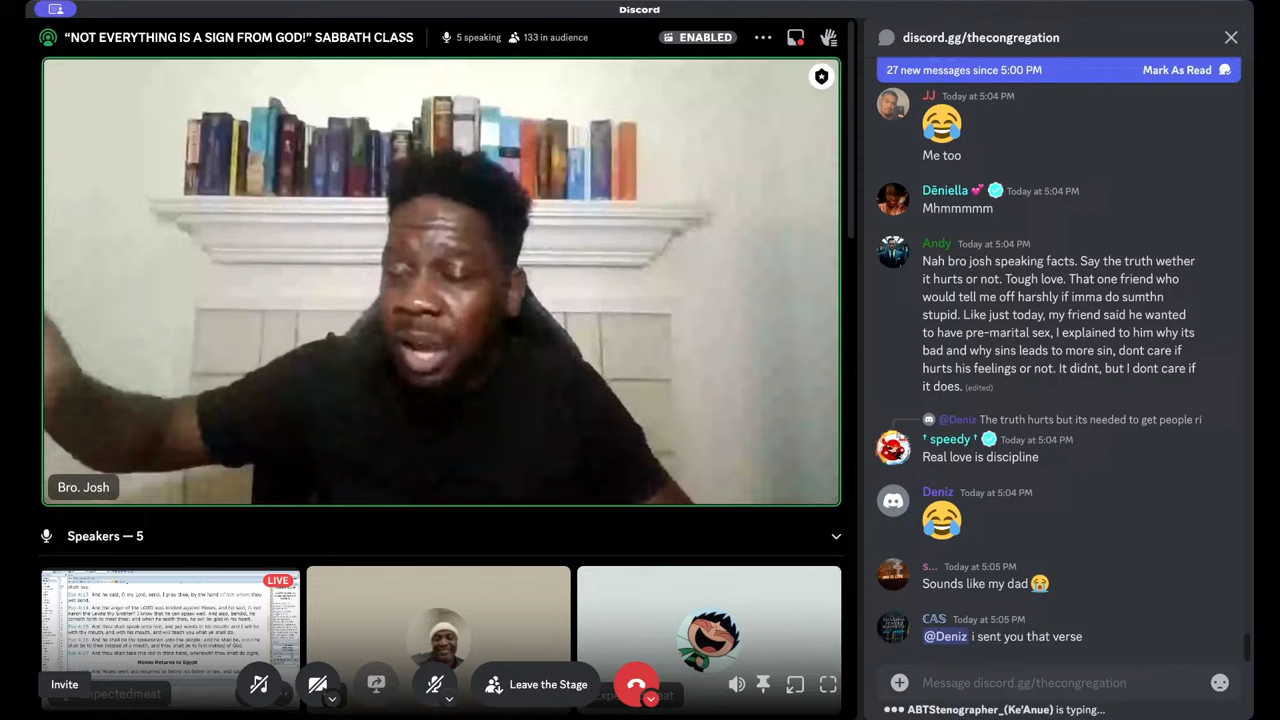 Discord
“NOT EVERYTHING IS A SIGN FROM GOD!” SABBATH CLASS
5 speaking
133 in audience
ENABLED
discord.gg/thecongregation
27 new messages since 5:00 PM
Mark As Read
JJ Today at 5:04 PM
😂
Me too
Dēniella 💕 Today at 5:04 PM
Mhmmmmm
Andy Today at 5:04 PM
Nah bro josh speaking facts. Say the truth wether
it hurts or not. Tough love. That one friend who
would tell me off harshly if imma do sumthn
stupid. Like just today, my friend said he wanted
to have pre-marital sex, I explained to him why its
bad and why sins leads to more sin, dont care if
hurts his feelings or not. It didnt, but I dont care if
it does. (edited)
@Deniz The truth hurts but its needed to get people ri
† speedy † Today at 5:04 PM
Real love is discipline
Deniz Today at 5:04 PM
😂
s... Today at 5:05 PM
Sounds like my dad 😭
CAS Today at 5:05 PM
@Deniz i sent you that verse
Message discord.gg/thecongregation
ABTStenographer_(Ke'Anue) is typing...
Bro. Josh
Speakers — 5
LIVE
Moses Returns to Egypt
Invite
Leave the Stage